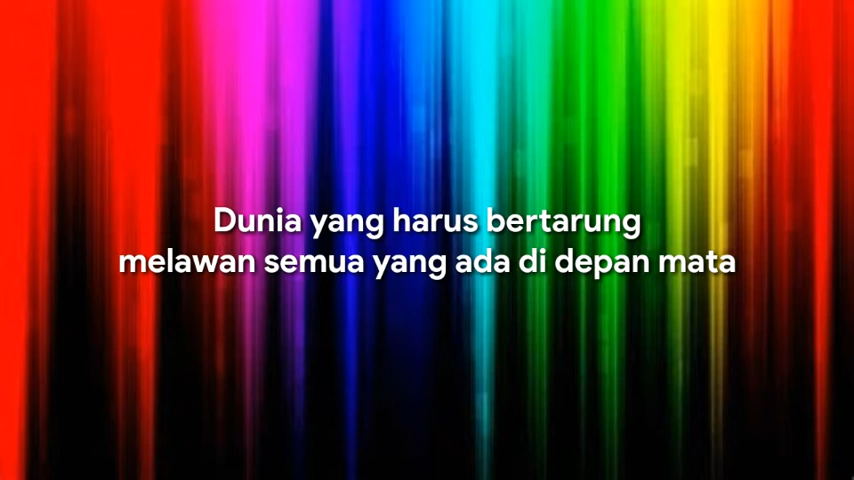 Dunia yang harus bertarung
melawan semua yang ada di depan mata